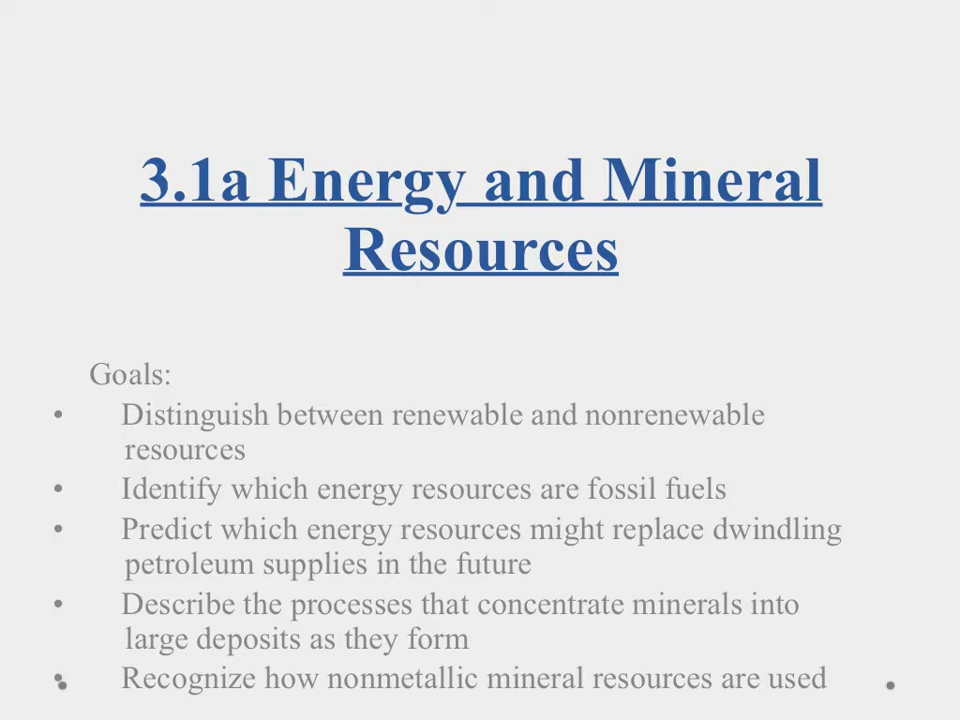 3.1a Energy and Mineral
Resources
Goals:
• Distinguish between renewable and nonrenewable
resources
• Identify which energy resources are fossil fuels
• Predict which energy resources might replace dwindling
petroleum supplies in the future
• Describe the processes that concentrate minerals into
large deposits as they form
• Recognize how nonmetallic mineral resources are used